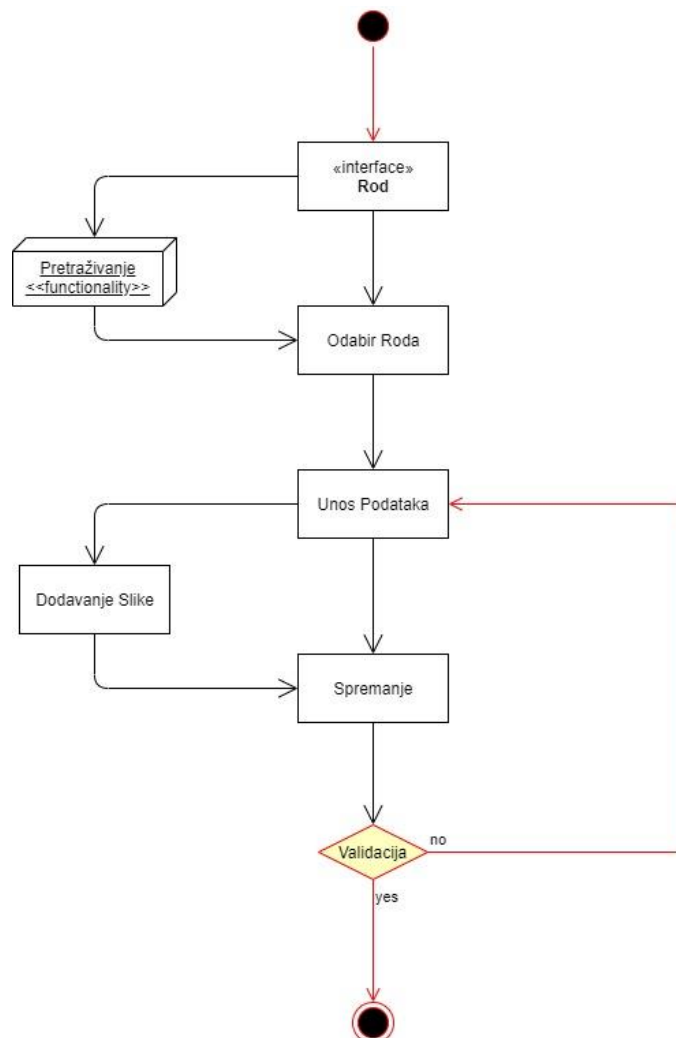 «interface»
Rod
Pretraživanje
<<functionality>>
Odabir Roda
Unos Podataka
Dodavanje Slike
Spremanje
Validacija
no
yes